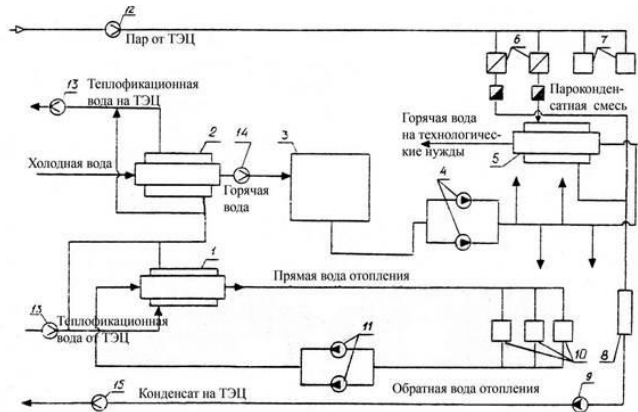 12
Пар от ТЭЦ
6
7
13
Теплофикационная
вода на ТЭЦ
2
14
3
Холодная вода
Горячая
вода
Пароконден-
сатная смесь
Горячая вода
на технологичес-
кие нужды
5
4
1
Прямая вода отопления
13
Теплофикационная
вода от ТЭЦ
11
10
8
Обратная вода отопления
15
Конденсат на ТЭЦ
9